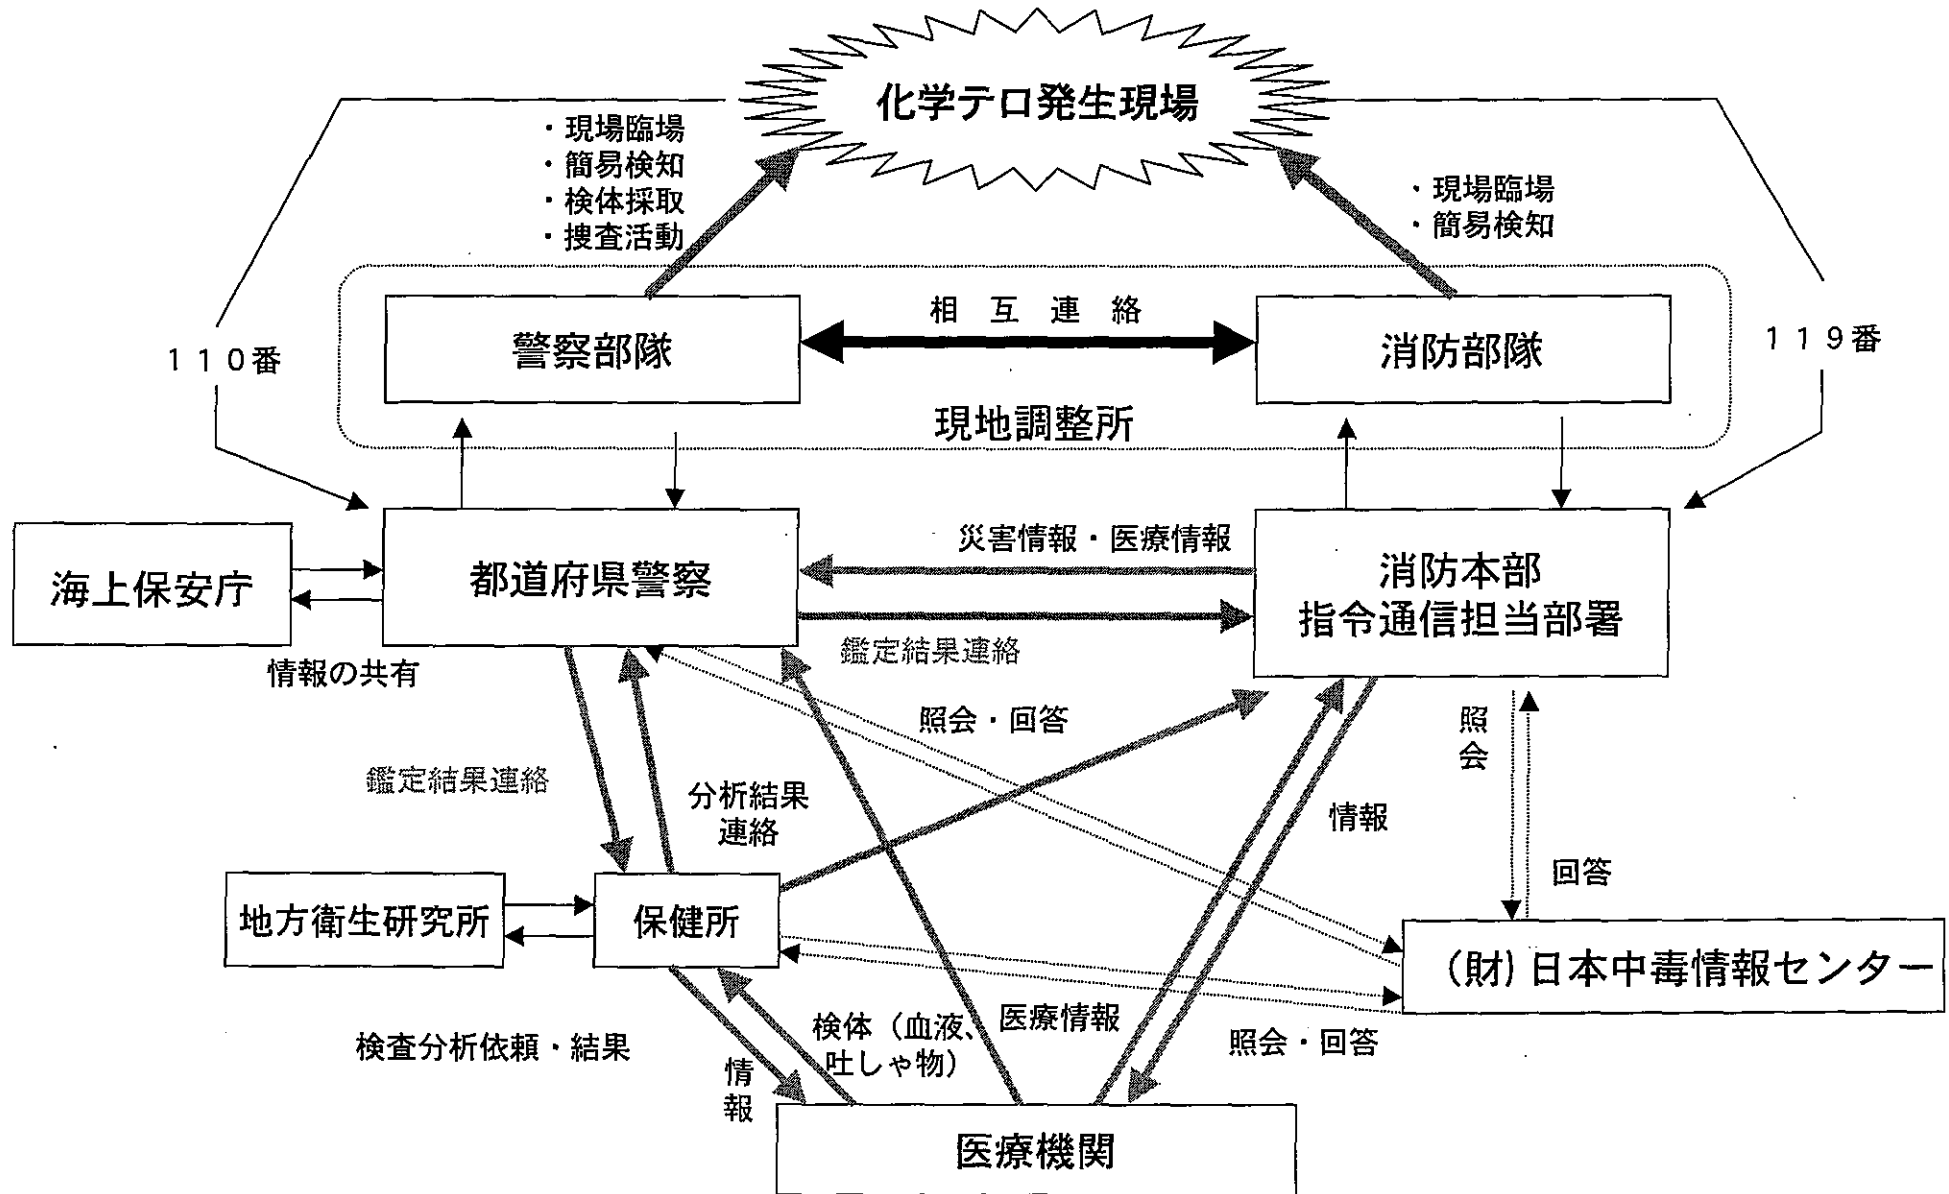 化学テロ発生現場
・現場臨場
・簡易検知
・検体採取
・捜査活動
・現場臨場
・簡易検知
110番
警察部隊
相互連絡
消防部隊
119番
現地調整所
海上保安庁
都道府県警察
災害情報・医療情報
消防本部
指令通信担当部署
情報の共有
鑑定結果連絡
照会・回答
照会
鑑定結果連絡
分析結果
連絡
情報
回答
地方衛生研究所
保健所
(財)日本中毒情報センター
検査分析依頼・結果
情報
検体（血液、
吐しゃ物）
医療情報
照会・回答
医療機関